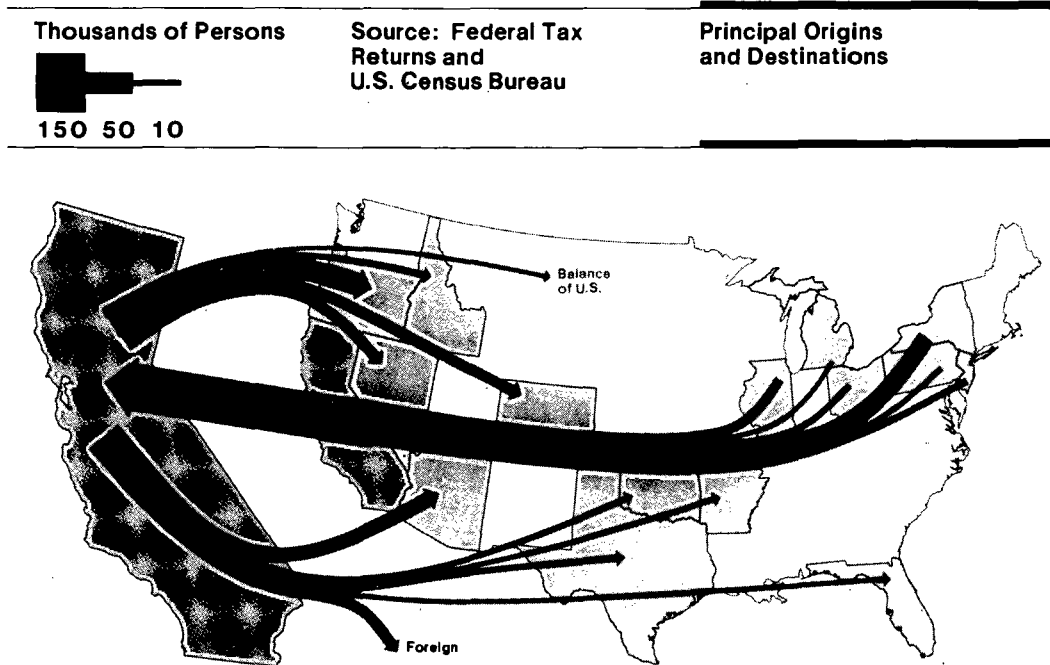 Thousands of Persons
150 50 10
Source: Federal Tax
Returns and
U.S. Census Bureau
Principal Origins
and Destinations
Balance
of U.S.
Foreign